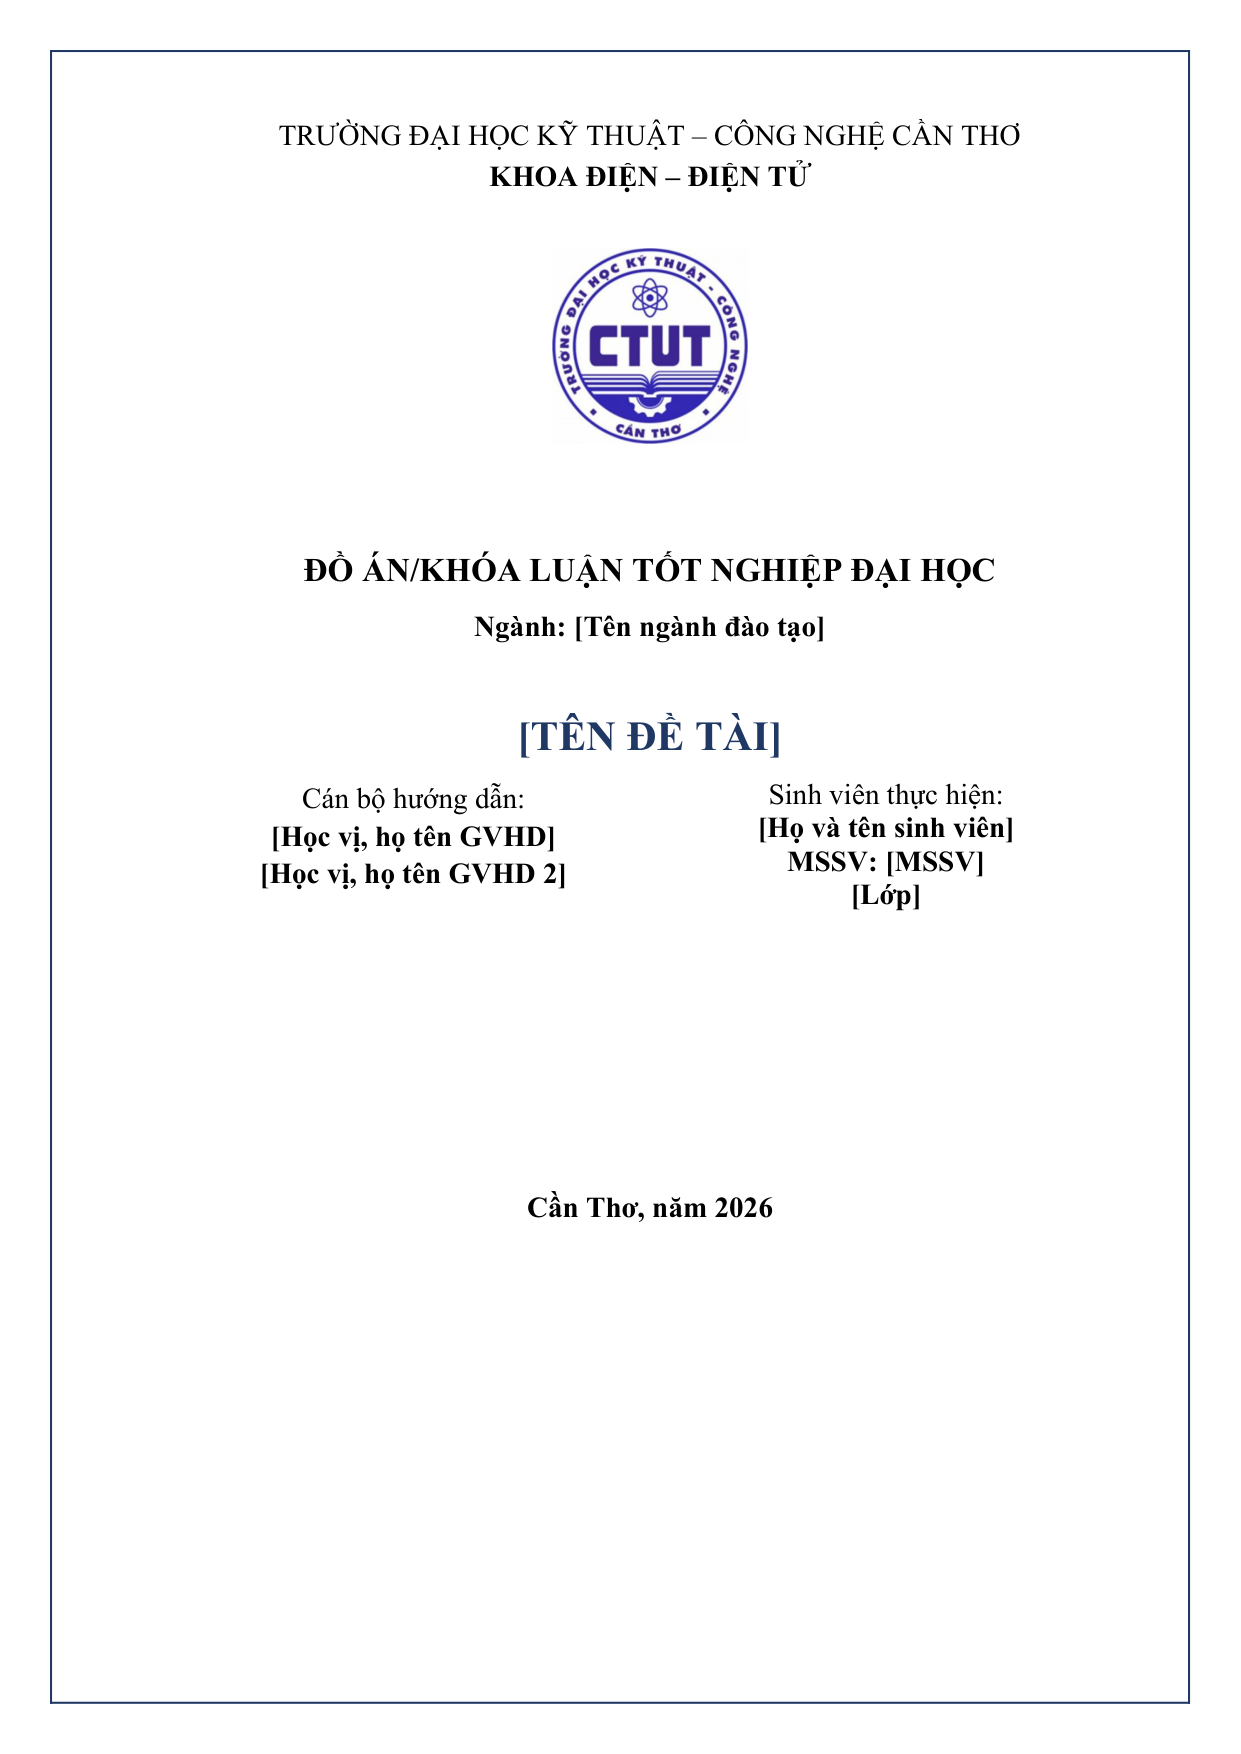 TRƯỜNG ĐẠI HỌC KỸ THUẬT – CÔNG NGHỆ CẦN THƠ
KHOA ĐIỆN – ĐIỆN TỬ
TRƯỜNG ĐẠI HỌC KỸ THUẬT - CÔNG NGHỆ
CTUT
CẦN THƠ
ĐỒ ÁN/KHÓA LUẬN TỐT NGHIỆP ĐẠI HỌC
Ngành: [Tên ngành đào tạo]
[TÊN ĐỀ TÀI]
Cán bộ hướng dẫn:
[Học vị, họ tên GVHD]
[Học vị, họ tên GVHD 2]
Sinh viên thực hiện:
[Họ và tên sinh viên]
MSSV: [MSSV]
[Lớp]
Cần Thơ, năm 2026